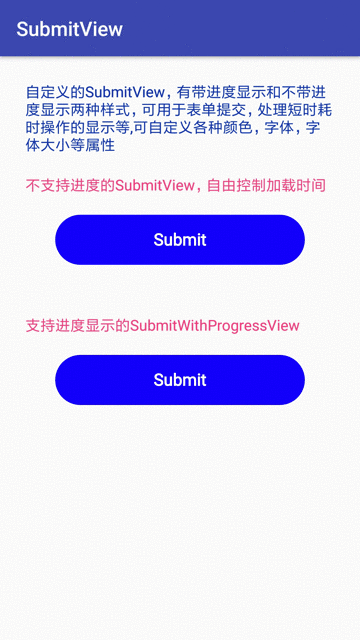 SubmitView
自定义的SubmitView，有带进度显示和不带进
度显示两种样式，可用于表单提交，处理短时耗
时操作的显示等,可自定义各种颜色，字体，字
体大小等属性
不支持进度的SubmitView，自由控制加载时间
Submit
支持进度显示的SubmitWithProgressView
Submit